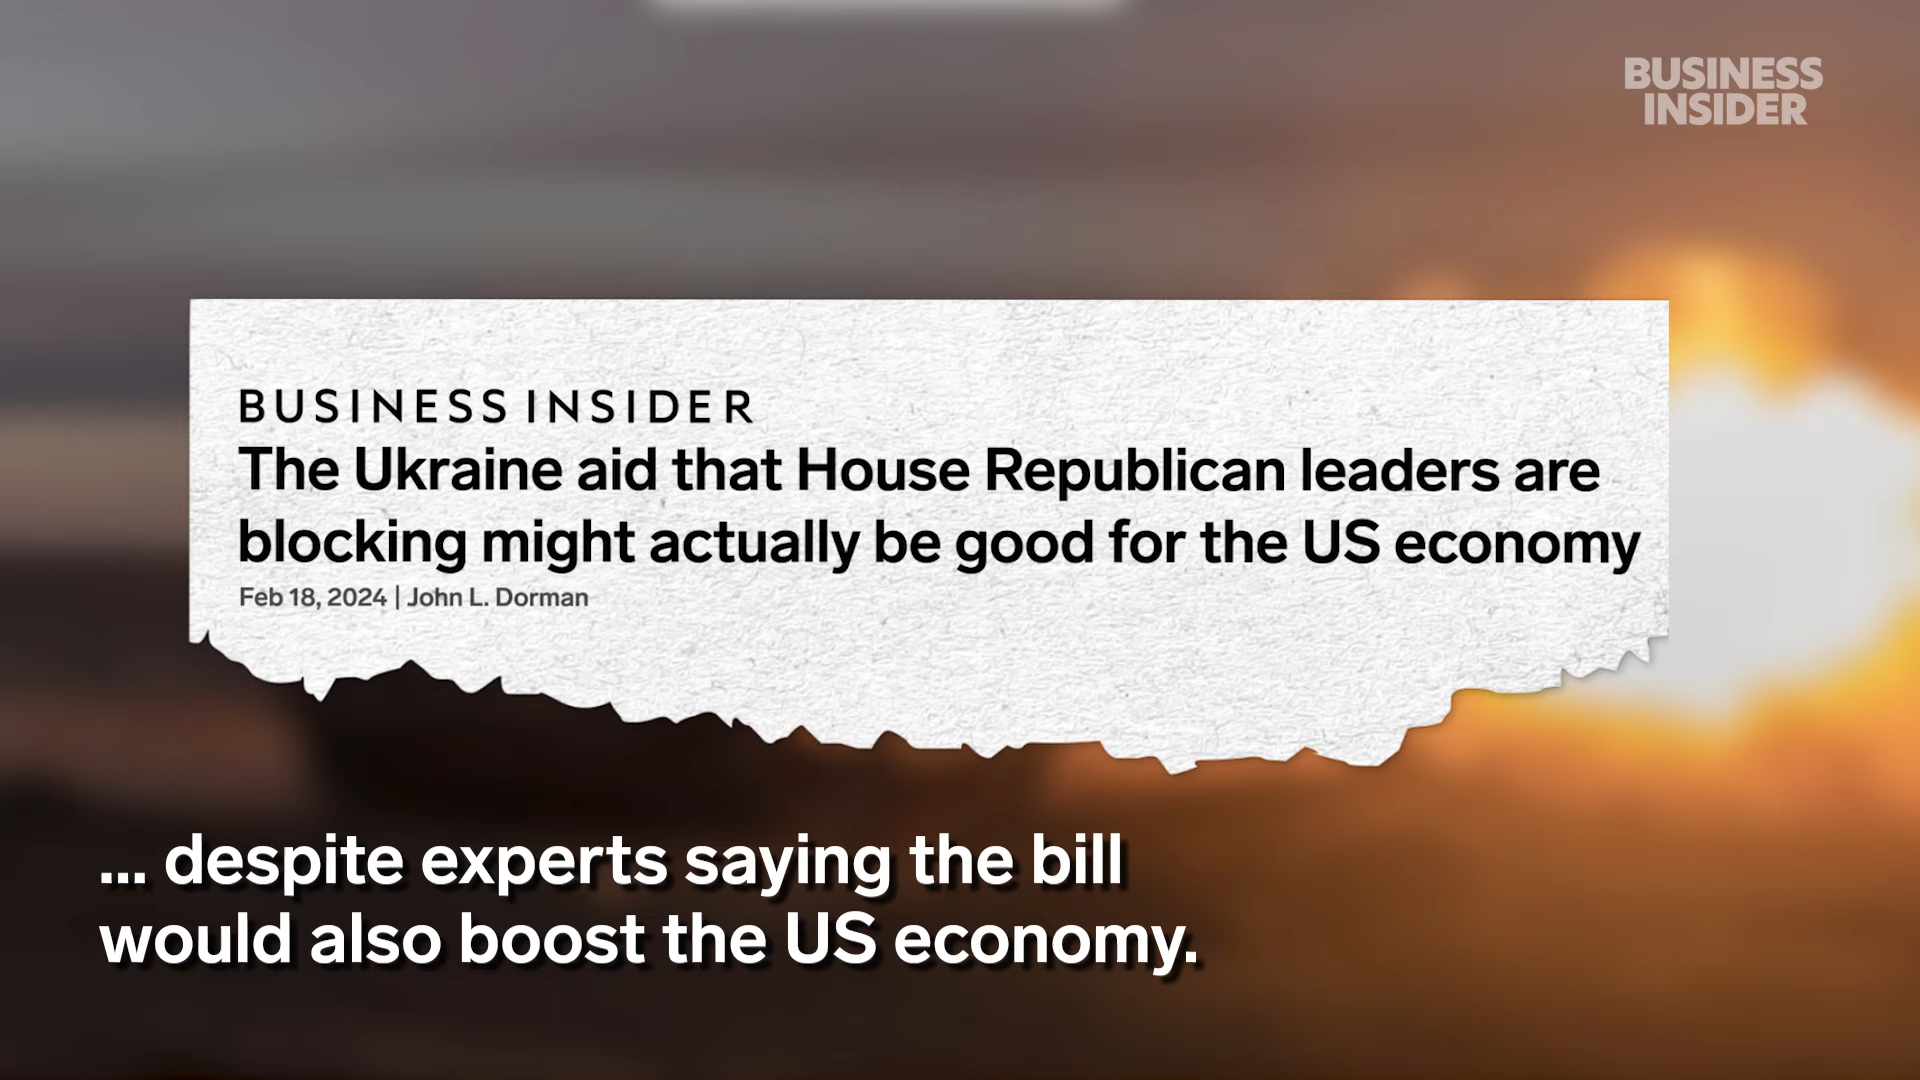 BUSINESS
INSIDER
BUSINESS INSIDER
The Ukraine aid that House Republican leaders are
blocking might actually be good for the US economy
Feb 18, 2024 | John L. Dorman
... despite experts saying the bill
would also boost the US economy.